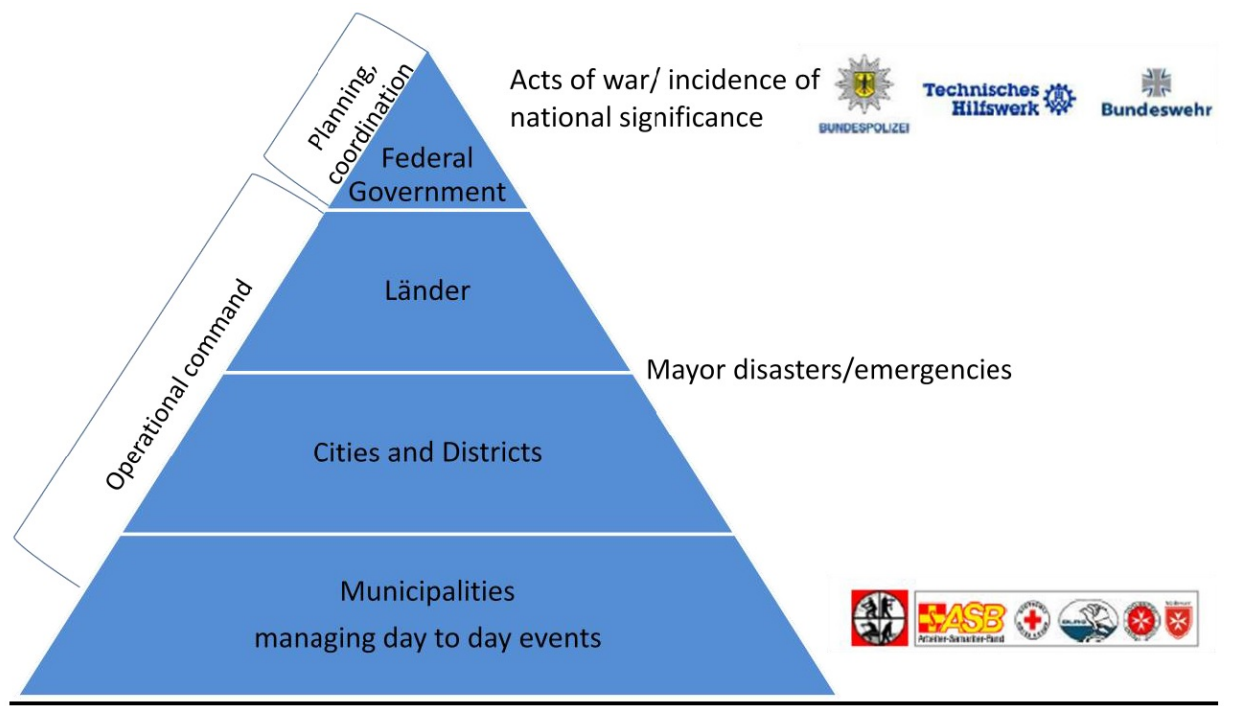 Planning,
coordination
Acts of war/ incidence of
national significance
BUNDESPOLIZEI
Technisches
Hilfswerk
Bundeswehr
Federal
Government
Operational command
Länder
Mayor disasters/emergencies
Cities and Districts
Municipalities
managing day to day events
ASB
Arbeiter-Samariter-Bund
DLRG